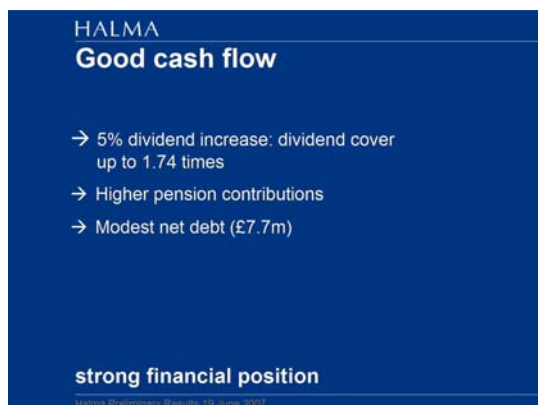 HALMA
Good cash flow
→ 5% dividend increase: dividend cover
up to 1.74 times
→ Higher pension contributions
→ Modest net debt (£7.7m)
strong financial position
Halma Preliminary Results 19 June 2007